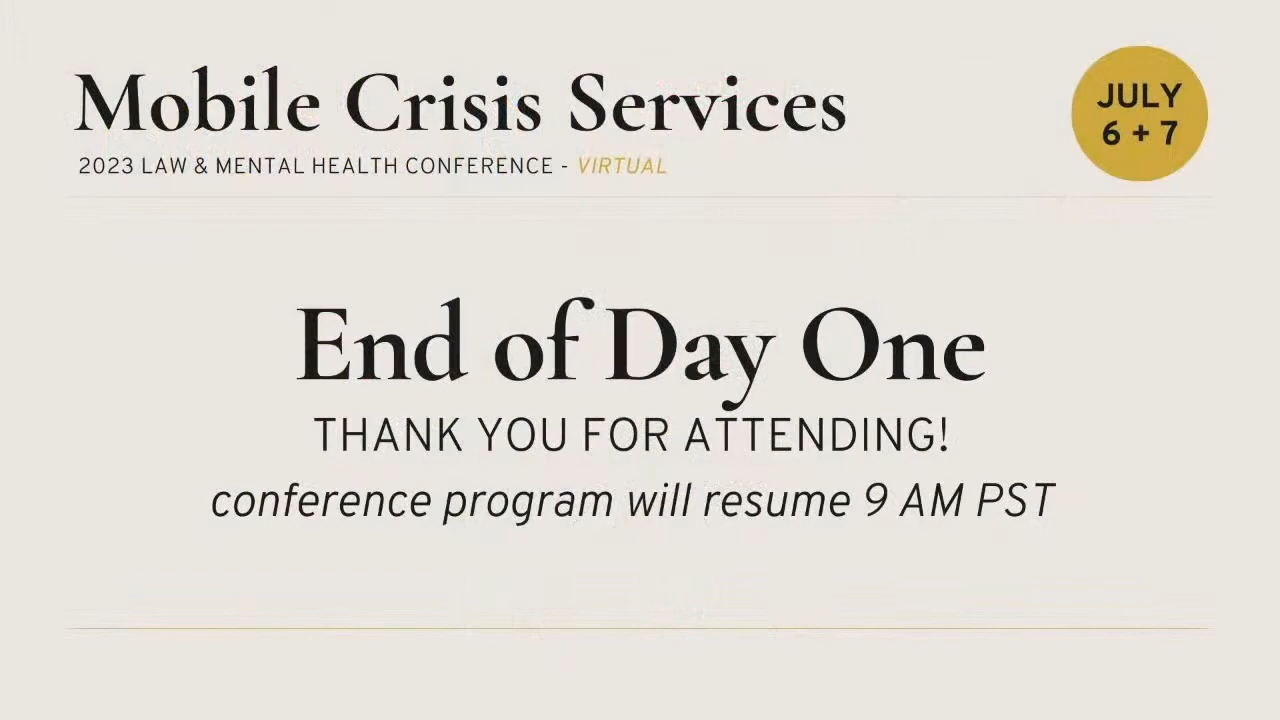 Mobile Crisis Services
2023 LAW & MENTAL HEALTH CONFERENCE - VIRTUAL
JULY
6 + 7
End of Day One
THANK YOU FOR ATTENDING!
conference program will resume 9 AM PST